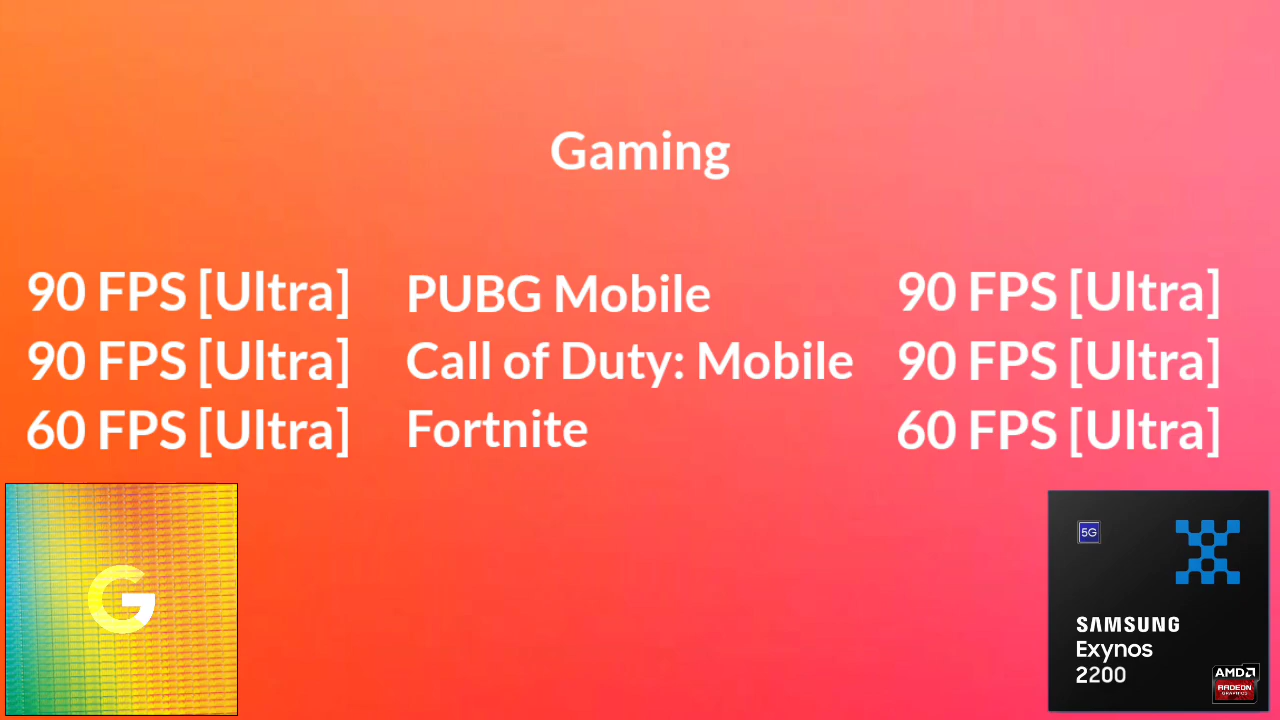 Gaming
90 FPS [Ultra] PUBG Mobile 90 FPS [Ultra]
90 FPS [Ultra] Call of Duty: Mobile 90 FPS [Ultra]
60 FPS [Ultra] Fortnite 60 FPS [Ultra]
G
5G
SAMSUNG
Exynos
2200
AMD
RADEON
GRAPHICS